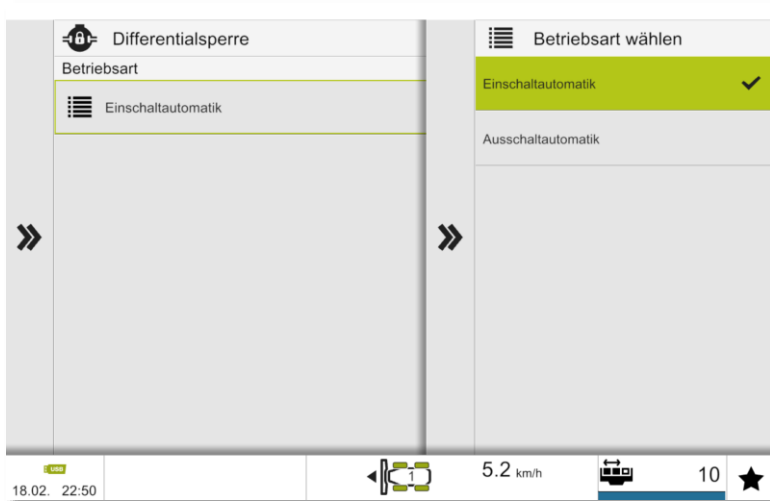 Differentialsperre
Betriebsart
Einschaltautomatik
Betriebsart wählen
Einschaltautomatik
Ausschaltautomatik
USB
18.02. 22:50
1
5.2 km/h
10